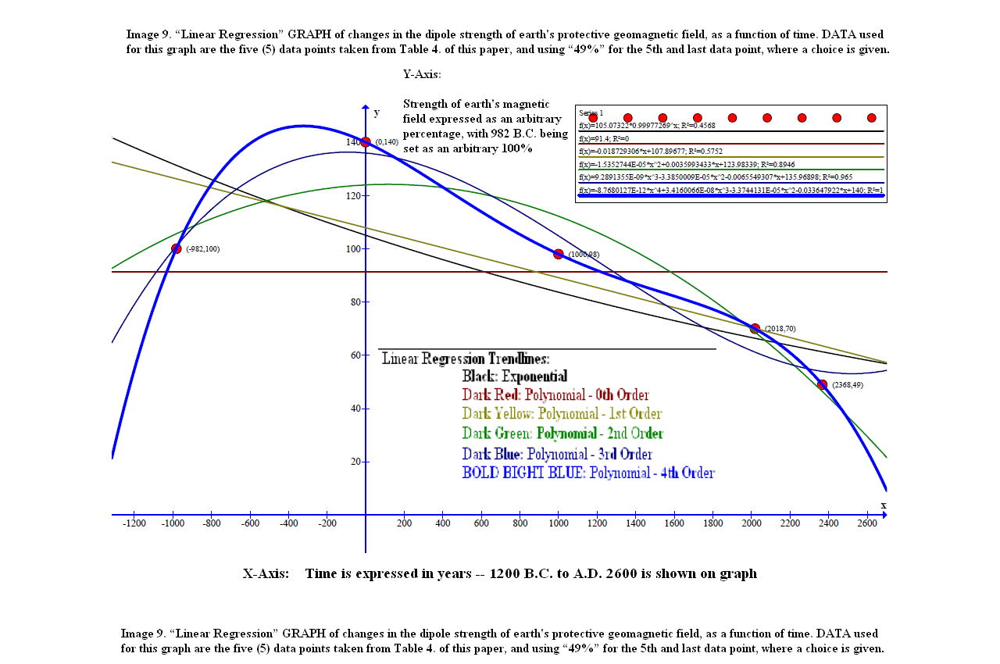 Image 9. “Linear Regression” GRAPH of changes in the dipole strength of earth's protective geomagnetic field, as a function of time. DATA used
for this graph are the five (5) data points taken from Table 4. of this paper, and using “49%” for the 5th and last data point, where a choice is given.
Y-Axis:
Strength of earth's magnetic
field expressed as an arbitrary
percentage, with 982 B.C. being
set as an arbitrary 100%
y
Series 1
f(x)=105.07322*0.99977269^x; R²=0.4568
f(x)=91.4; R²=0
f(x)=-0.018729306*x+107.89677; R²=0.5752
f(x)=-1.5352744E-05*x^2+0.0035993433*x+123.98339; R²=0.8946
f(x)=9.2891355E-09*x^3-3.3850009E-05*x^2-0.0065549307*x+135.96898; R²=0.965
f(x)=-8.7680127E-12*x^4+3.4160066E-08*x^3-3.3744131E-05*x^2-0.033647922*x+140; R²=1
140
(0,140)
120
100
(-982,100)
(1000,98)
80
(2018,70)
60
(2368,49)
40
20
Linear Regression Trendlines:
Black: Exponential
Dark Red: Polynomial - 0th Order
Dark Yellow: Polynomial - 1st Order
Dark Green: Polynomial - 2nd Order
Dark Blue: Polynomial - 3rd Order
BOLD BIGHT BLUE: Polynomial - 4th Order
x
-1200 -1000 -800 -600 -400 -200 200 400 600 800 1000 1200 1400 1600 1800 2000 2200 2400 2600
X-Axis: Time is expressed in years -- 1200 B.C. to A.D. 2600 is shown on graph
Image 9. “Linear Regression” GRAPH of changes in the dipole strength of earth's protective geomagnetic field, as a function of time. DATA used
for this graph are the five (5) data points taken from Table 4. of this paper, and using “49%” for the 5th and last data point, where a choice is given.